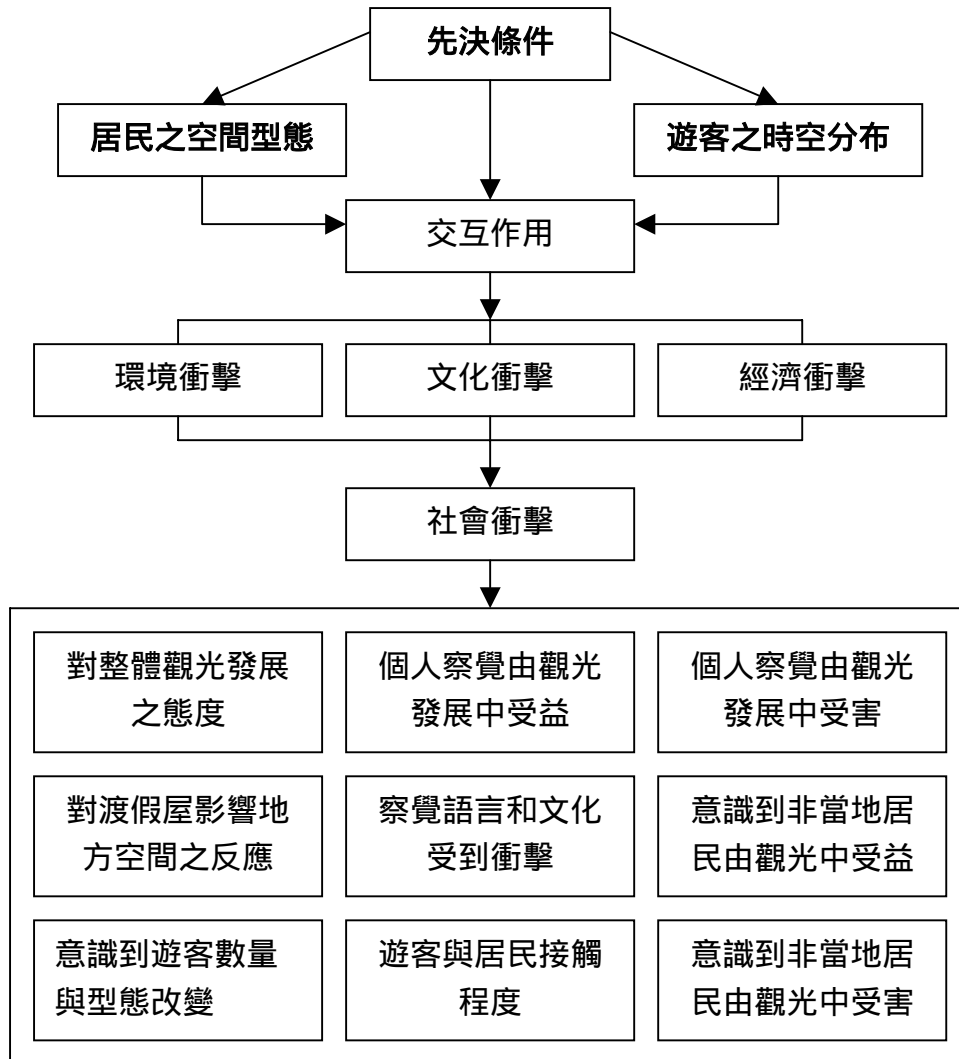 先決條件
居民之空間型態
遊客之時空分布
交互作用
環境衝擊
文化衝擊
經濟衝擊
社會衝擊
對整體觀光發展
之態度
個人察覺由觀光
發展中受益
個人察覺由觀光
發展中受害
對渡假屋影響地
方空間之反應
察覺語言和文化
受到衝擊
意識到非當地居
民由觀光中受益
意識到遊客數量
與型態改變
遊客與居民接觸
程度
意識到非當地居
民由觀光中受害